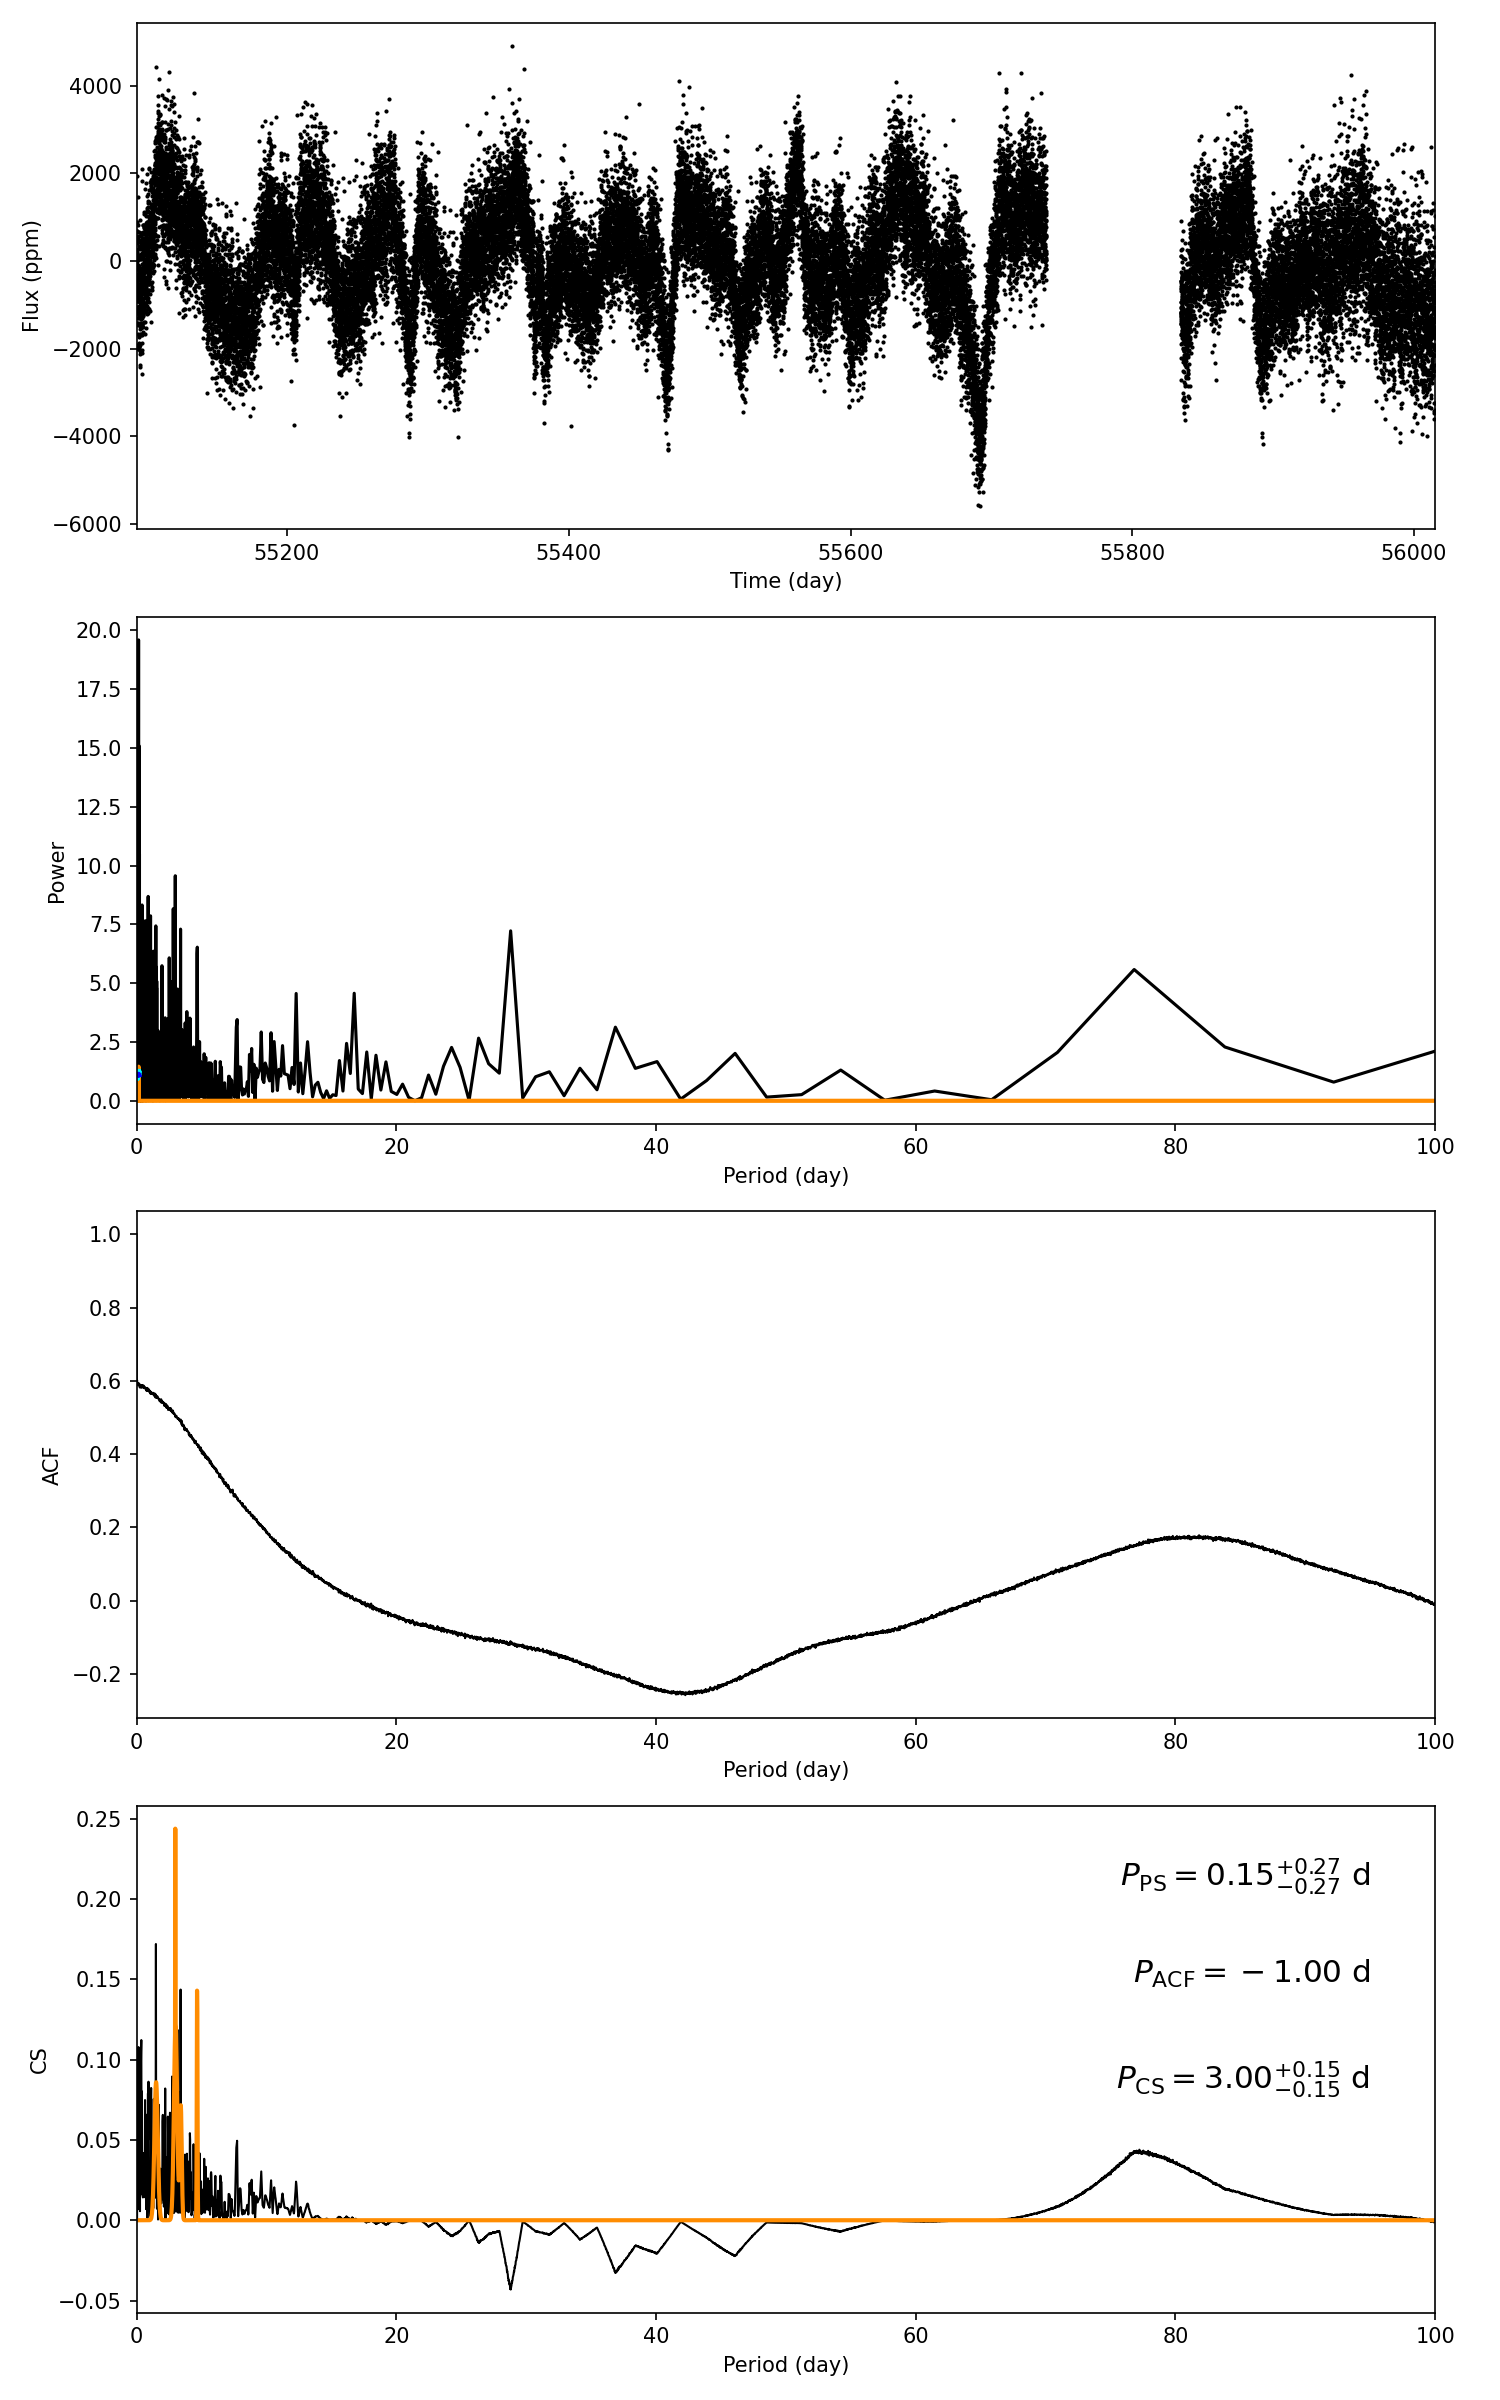 4000
2000
0
−2000
−4000
−6000
Flux (ppm)
55200 55400 55600 55800 56000
Time (day)
20.0
17.5
15.0
12.5
10.0
7.5
5.0
2.5
0.0
Power
0 20 40 60 80 100
Period (day)
1.0
0.8
0.6
0.4
0.2
0.0
−0.2
ACF
0 20 40 60 80 100
Period (day)
0.25
0.20
0.15
0.10
0.05
0.00
−0.05
CS
P_PS = 0.15 +0.27 −0.27 d
P_ACF = − 1.00 d
P_CS = 3.00 +0.15 −0.15 d
0 20 40 60 80 100
Period (day)